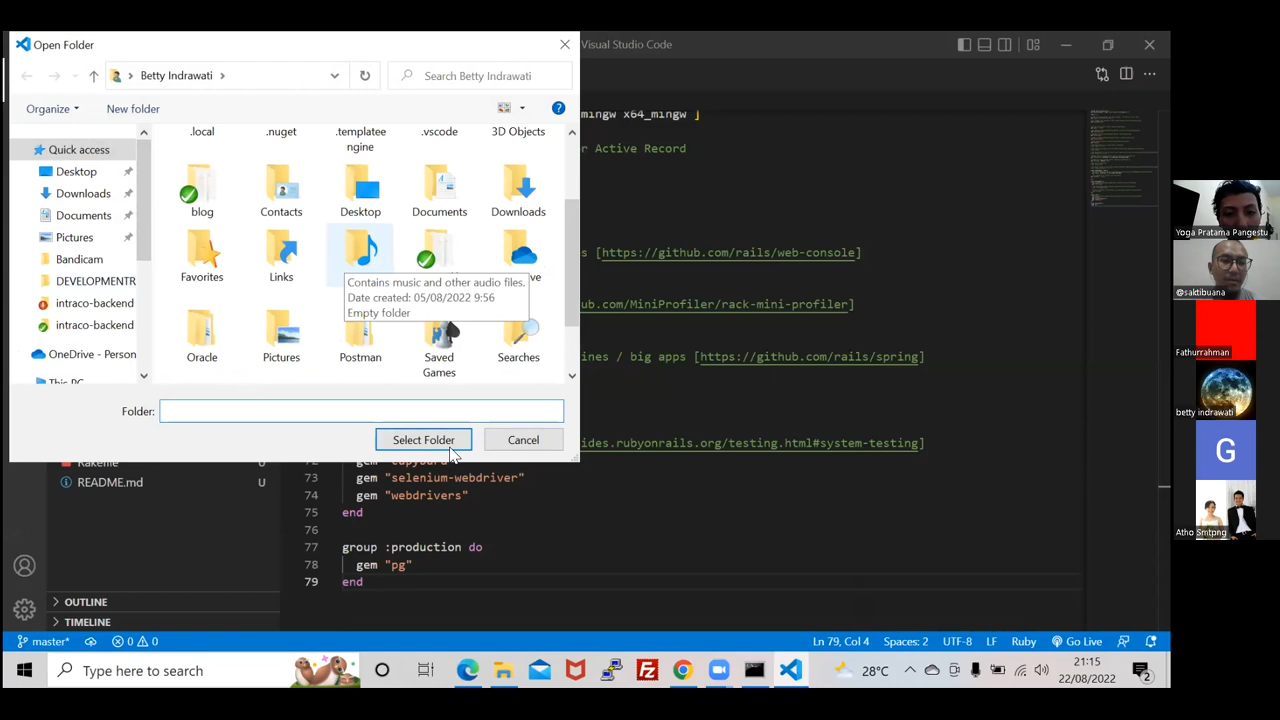 Open Folder
Visual Studio Code
Betty Indrawati
Search Betty Indrawati
Organize
New folder
mingw x64_mingw ]
.local
.nuget
.templatee
ngine
.vscode
3D Objects
r Active Record
Quick access
Desktop
Downloads
Documents
Pictures
Bandicam
DEVELOPMENTR
intraco-backend
intraco-backend
OneDrive - Person
blog
Contacts
Desktop
Documents
Downloads
s [https://github.com/rails/web-console]
Favorites
Links
Contains music and other audio files.
Date created: 05/08/2022 9:56
Empty folder
ub.com/MiniProfiler/rack-mini-profiler]
Oracle
Pictures
Postman
Saved
Games
Searches
ines / big apps [https://github.com/rails/spring]
Folder:
Select Folder
Cancel
ides.rubyonrails.org/testing.html#system-testing]
README.md
U
73 gem "selenium-webdriver"
74 gem "webdrivers"
75 end
76
77 group :production do
78 gem "pg"
79 end
OUTLINE
TIMELINE
master*
0
0
Ln 79, Col 4
Spaces: 2
UTF-8
LF
Ruby
Go Live
Type here to search
28°C
21:15
22/08/2022
2
Yoga Pratama Pangestu
@saktibuana
Fathurrahman
betty indrawati
G
Atho Smtpng